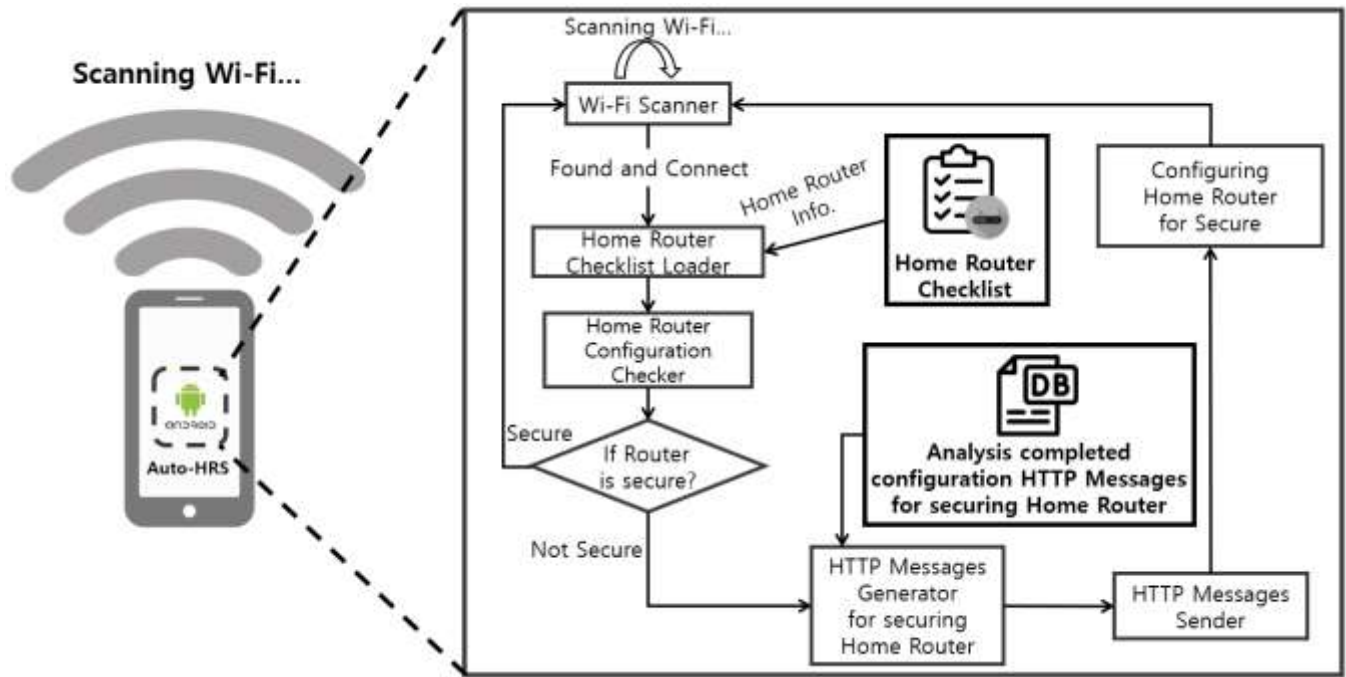 Scanning Wi-Fi...
ANDROID
Auto-HRS
Scanning Wi-Fi...
Wi-Fi Scanner
Found and Connect
Home Router
Info.
Home Router
Checklist
Home Router
Checklist Loader
Home Router
Configuration
Checker
If Router
is secure?
Secure
Not Secure
DB
Analysis completed
configuration HTTP Messages
for securing Home Router
HTTP Messages
Generator
for securing
Home Router
HTTP Messages
Sender
Configuring
Home Router
for Secure